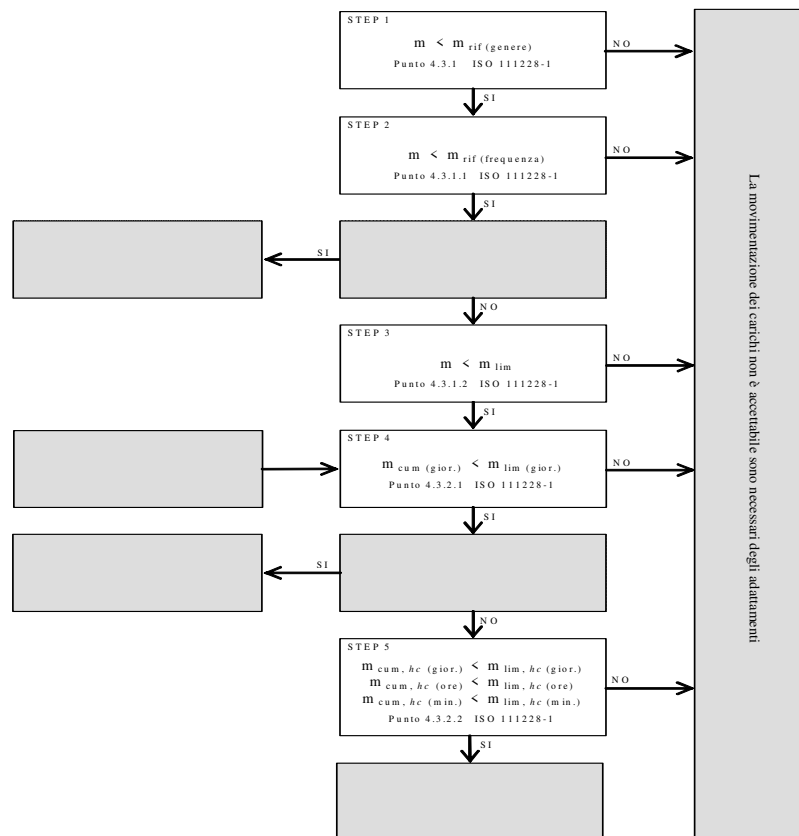 STEP 1
m < m rif (genere)
Punto 4.3.1 ISO 111228-1
NO
SI
STEP 2
m < m rif (frequenza)
Punto 4.3.1.1 ISO 111228-1
NO
SI
SI
NO
STEP 3
m < m lim
Punto 4.3.1.2 ISO 111228-1
NO
SI
STEP 4
m cum (gior.) < m lim (gior.)
Punto 4.3.2.1 ISO 111228-1
NO
SI
SI
NO
STEP 5
m cum, hc (gior.) < m lim, hc (gior.)
m cum, hc (ore) < m lim, hc (ore)
m cum, hc (min.) < m lim, hc (min.)
Punto 4.3.2.2 ISO 111228-1
NO
SI
La movimentazione dei carichi non è accettabile sono necessari degli adattamenti